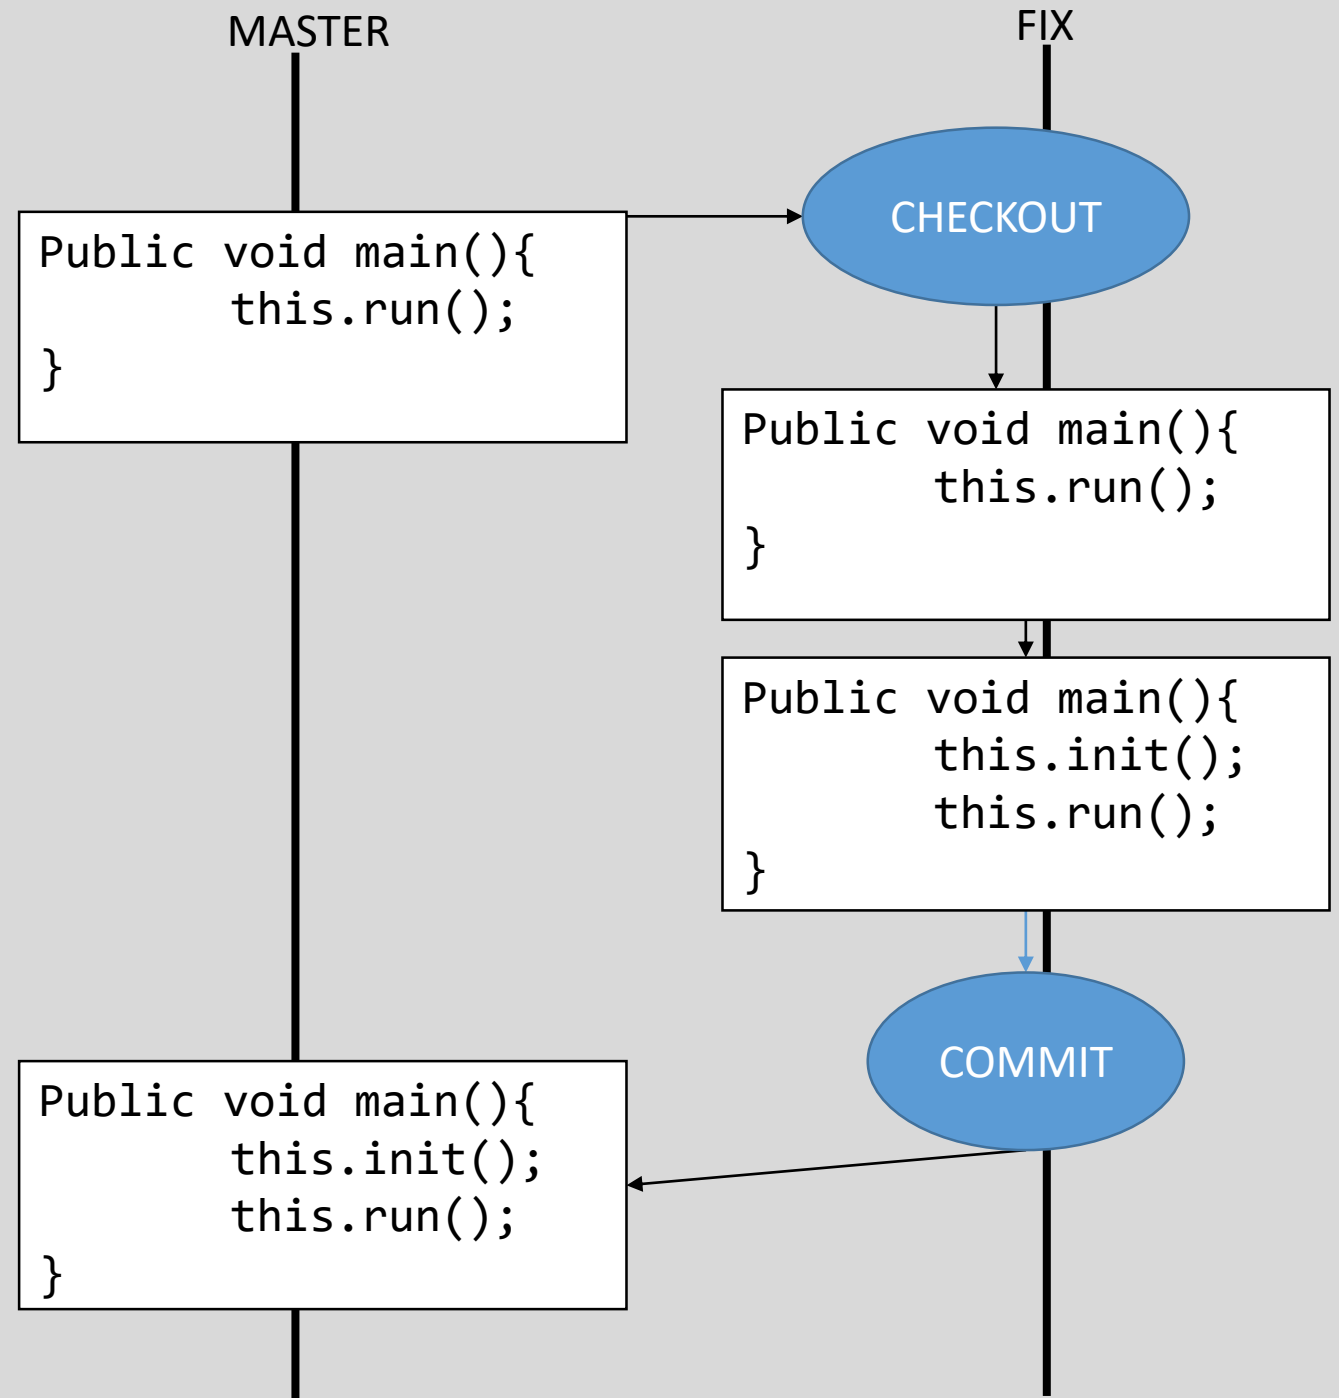 MASTER
FIX
CHECKOUT
Public void main(){
this.run();
}
Public void main(){
this.run();
}
Public void main(){
this.init();
this.run();
}
COMMIT
Public void main(){
this.init();
this.run();
}